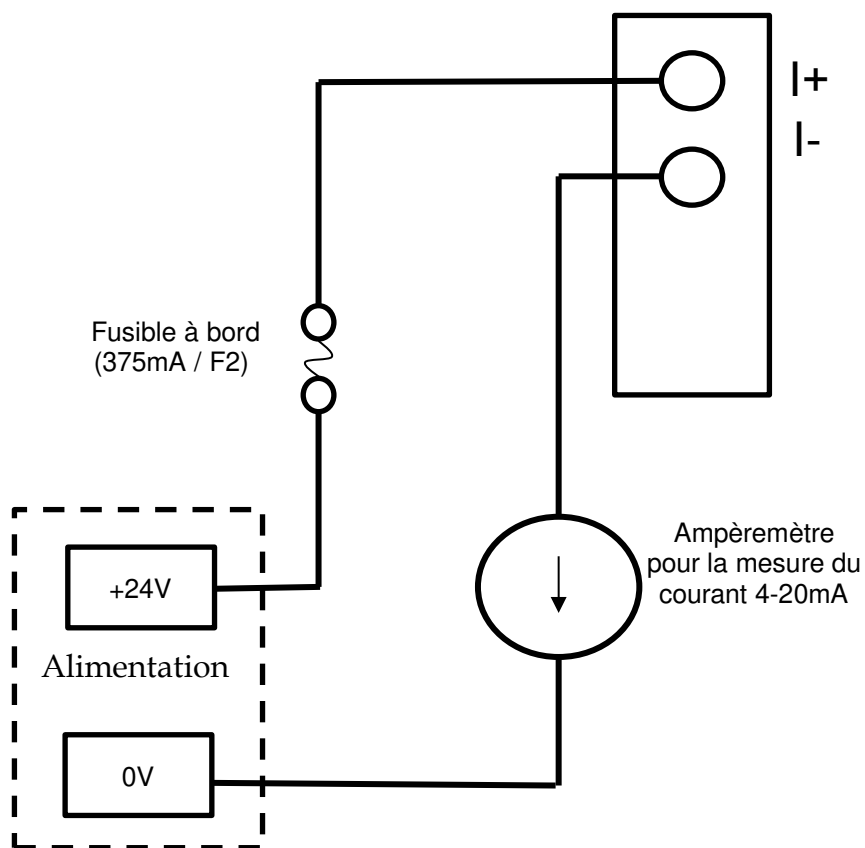 I+
I-
Fusible à bord
(375mA / F2)
Ampèremètre
pour la mesure du
courant 4-20mA
+24V
Alimentation
0V